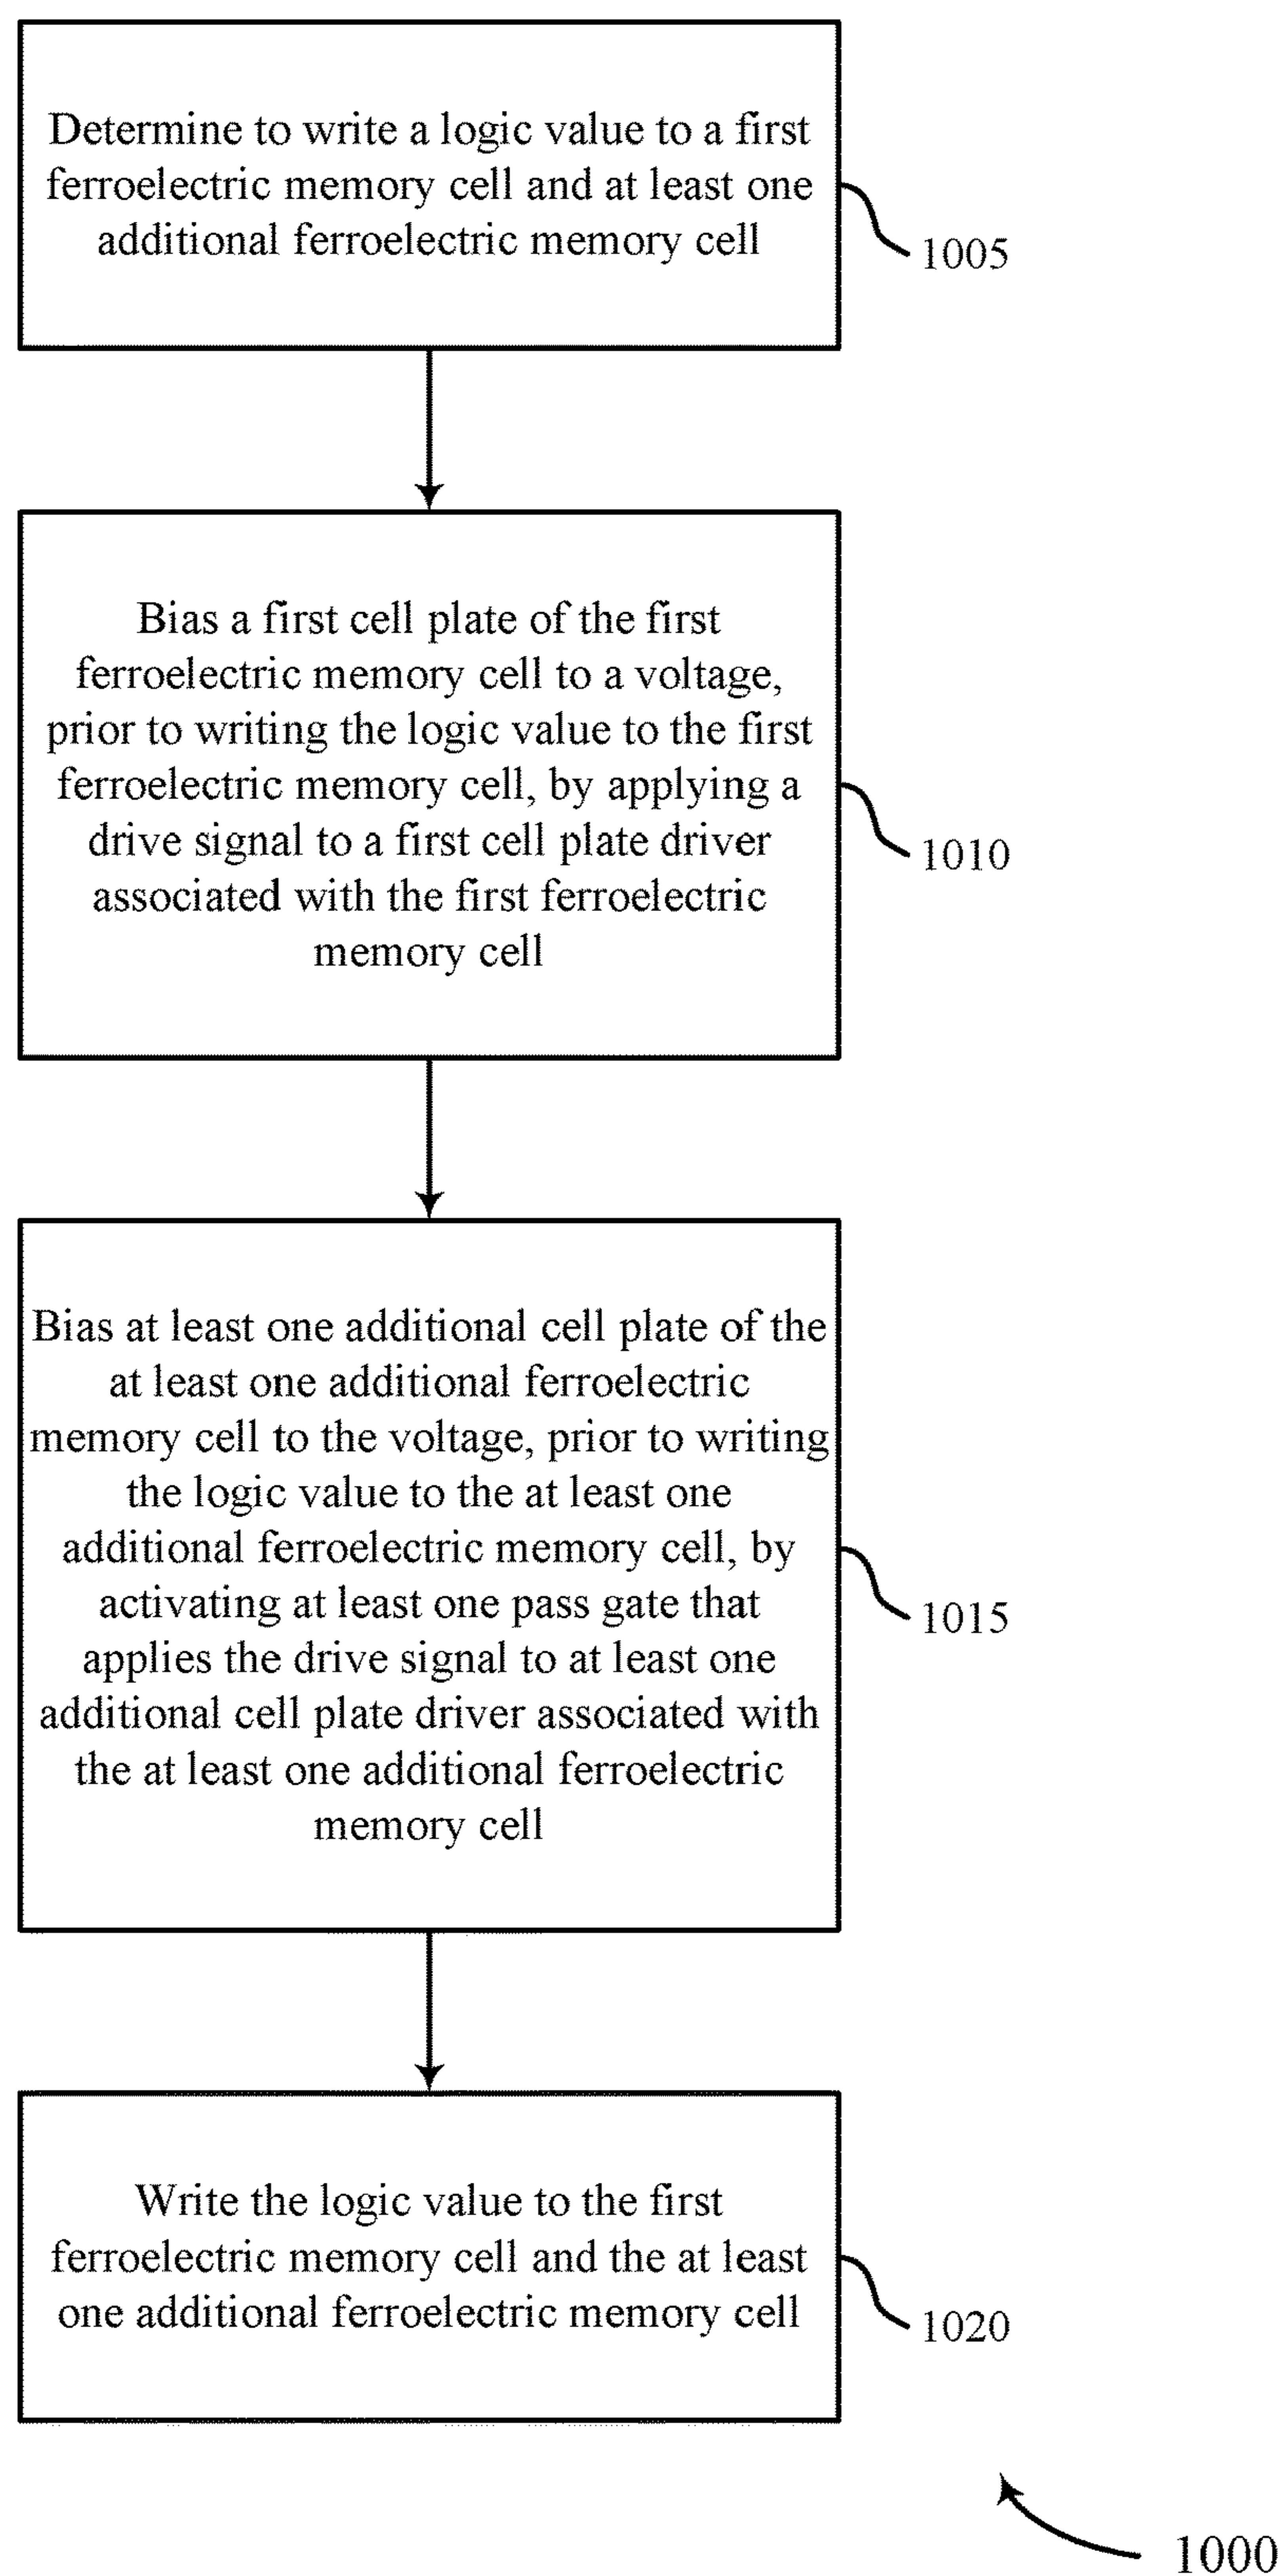 Determine to write a logic value to a first
ferroelectric memory cell and at least one
additional ferroelectric memory cell
1005
Bias a first cell plate of the first
ferroelectric memory cell to a voltage,
prior to writing the logic value to the first
ferroelectric memory cell, by applying a
drive signal to a first cell plate driver
associated with the first ferroelectric
memory cell
1010
Bias at least one additional cell plate of the
at least one additional ferroelectric
memory cell to the voltage, prior to writing
the logic value to the at least one
additional ferroelectric memory cell, by
activating at least one pass gate that
applies the drive signal to at least one
additional cell plate driver associated with
the at least one additional ferroelectric
memory cell
1015
Write the logic value to the first
ferroelectric memory cell and the at least
one additional ferroelectric memory cell
1020
1000